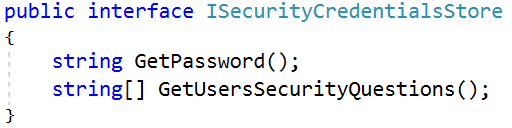 public interface ISecurityCredentialsStore
{
    string GetPassword();
    string[] GetUsersSecurityQuestions();
}